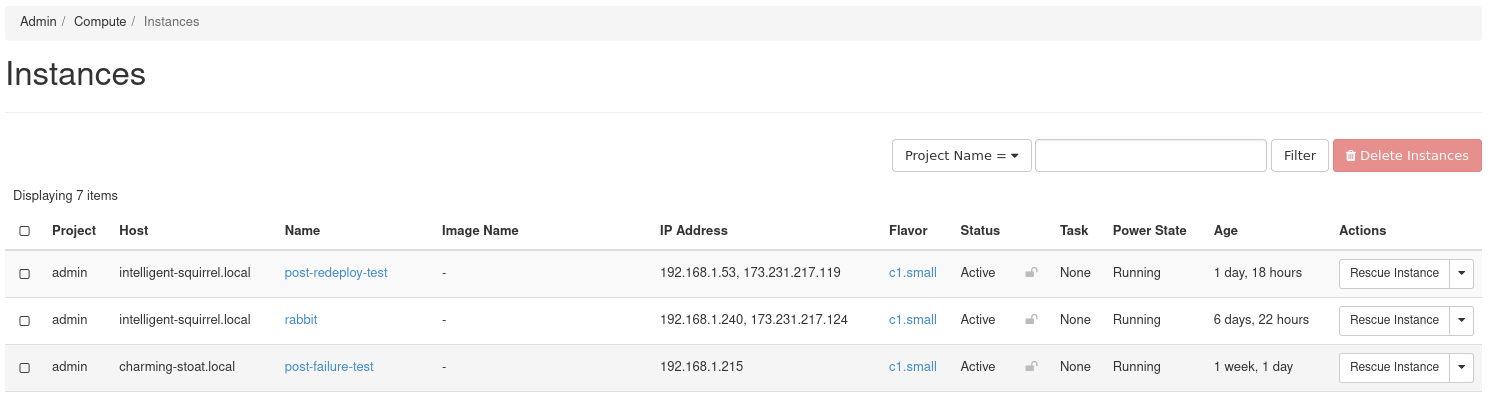 Admin / Compute / Instances
Instances
Project Name = Filter Delete Instances
Displaying 7 items
Project Host Name Image Name IP Address Flavor Status Task Power State Age Actions
admin intelligent-squirrel.local post-redeploy-test - 192.168.1.53, 173.231.217.119 c1.small Active None Running 1 day, 18 hours Rescue Instance
admin intelligent-squirrel.local rabbit - 192.168.1.240, 173.231.217.124 c1.small Active None Running 6 days, 22 hours Rescue Instance
admin charming-stoat.local post-failure-test - 192.168.1.215 c1.small Active None Running 1 week, 1 day Rescue Instance